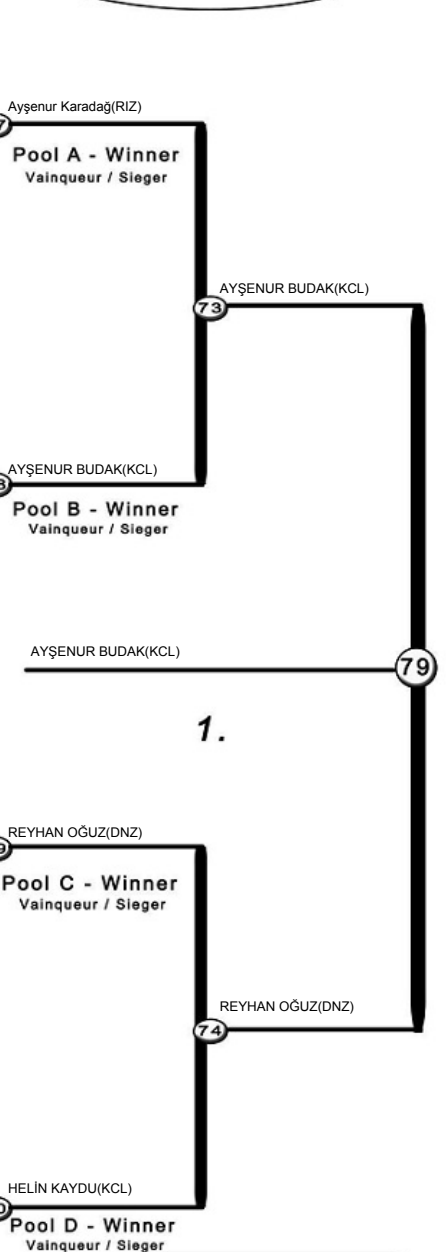 Ayşenur Karadağ(RIZ)
7
Pool A - Winner
Vainqueur / Sieger
AYŞENUR BUDAK(KCL)
73
AYŞENUR BUDAK(KCL)
Pool B - Winner
Vainqueur / Sieger
AYŞENUR BUDAK(KCL)
79
1.
REYHAN OĞUZ(DNZ)
Pool C - Winner
Vainqueur / Sieger
REYHAN OĞUZ(DNZ)
74
HELİN KAYDU(KCL)
Pool D - Winner
Vainqueur / Sieger